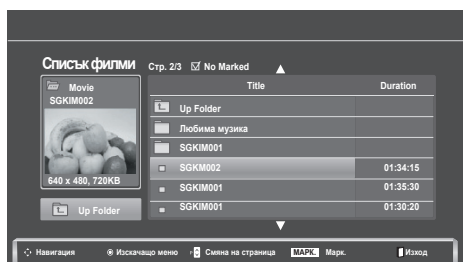 Списък филми Стр. 2/3 No Marked
Movie
SGKIM002
640 x 480, 720KB
Up Folder
Title Duration
Up Folder
Любима музика
SGKIM001
SGKM002 01:34:15
SGKIM001 01:35:30
SGKIM001 01:30:20
Навигация Изскачащо меню Смяна на страница МАРК. Марк. Изход